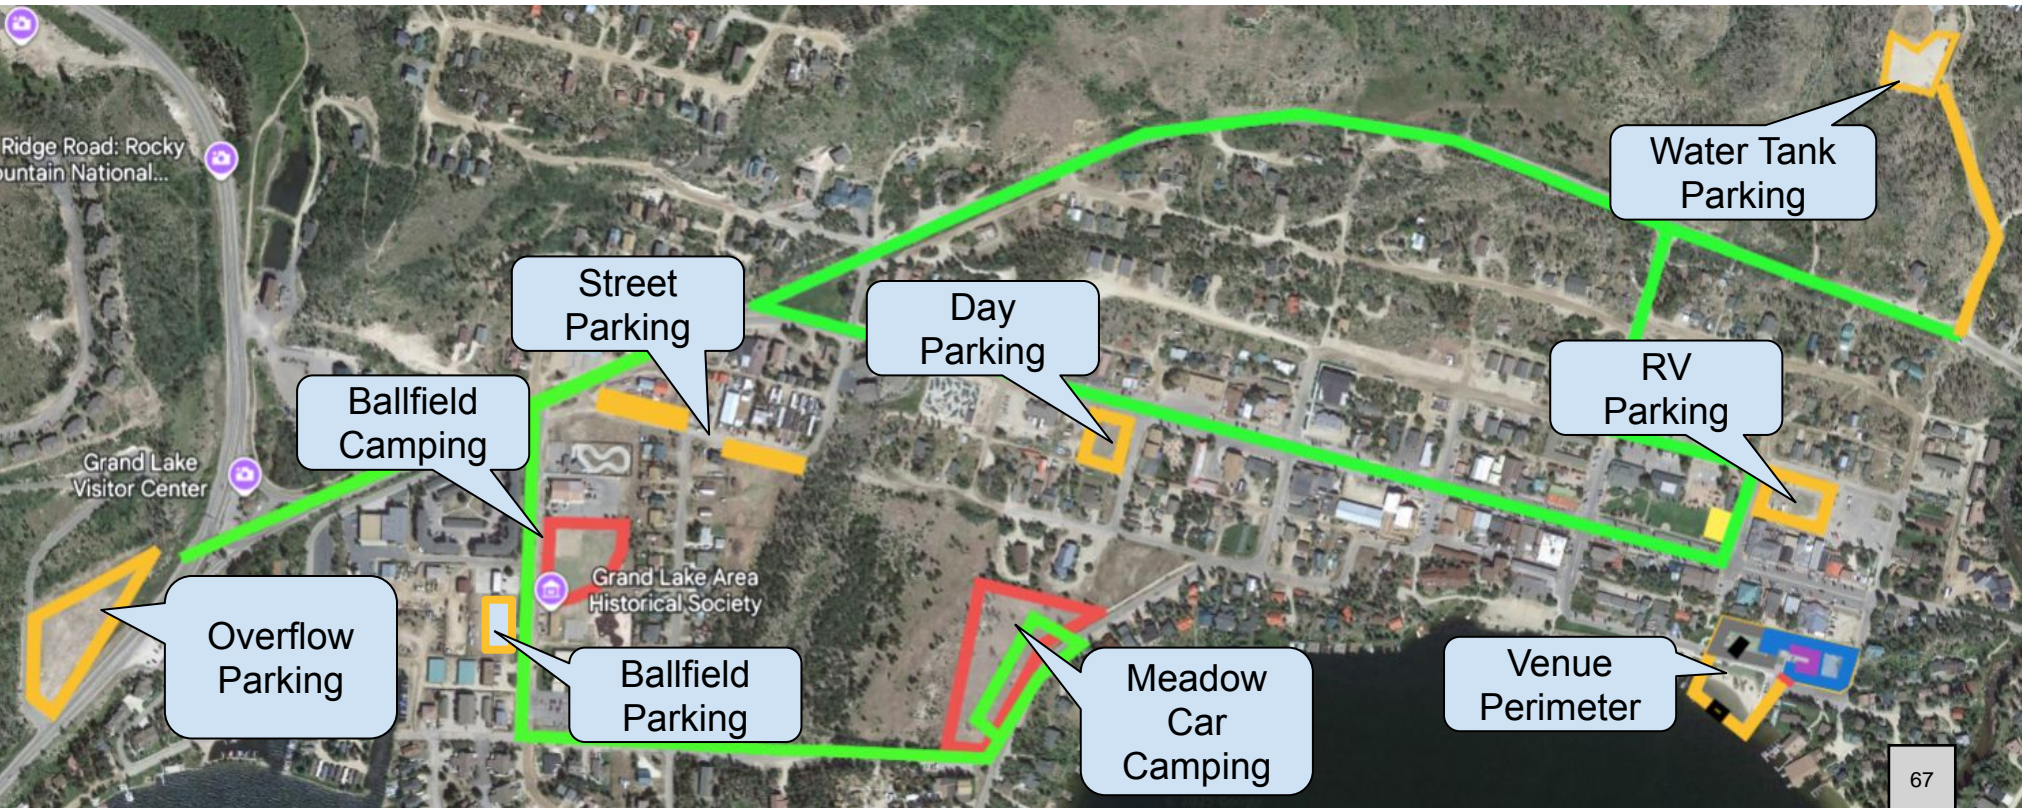 Ridge Road: Rocky
ountain National...
Water Tank
Parking
Street
Parking
Day
Parking
RV
Parking
Ballfield
Camping
Grand Lake
Visitor Center
Grand Lake Area
Historical Society
Overflow
Parking
Ballfield
Parking
Meadow
Car
Camping
Venue
Perimeter
67